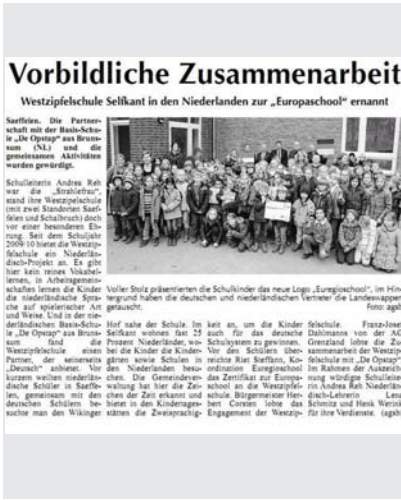 Vorbildliche Zusammenarbeit
Westzipfelschule Selfkant in den Niederlanden zur „Europaschool" ernannt
Saeffelen. Die Partner-
schaft mit der Basis-Schu-
le „De Opstap" aus Bruns-
sum (NL) und die
gemeinsamen Aktivitäten
wurden gewürdigt.
Schulleiterin Andrea Reh
war die „Strahlefrau",
stand ihre Westzipelschule
(mit zwei Standorten Saef-
felen und Schalbruch) doch
vor einer besonderen Eh-
rung. Seit dem Schuljahr
2009/10 bietet die Westzip-
felschule ein Niederlän-
disch-Projekt an. Es gibt
hier kein reines Vokabel-
lernen, in Arbeitsgemein-
schaften lernen die Kinder
die niederländische Spra-
che auf spielerischer Art
und Weise. Und in der nie-
derländischen Basis-Schu-
le „De Opstap" aus Bruns-
sum fand die
Westzipfelschule einen
Partner, der seinerseits
„Deutsch" anbietet. Vor
kurzem weilten niederlän-
dische Schüler in Saeffe-
len, gemeinsam mit den
deutschen Schülern be-
suchte man den Wikinger
Voller Stolz präsentierten die Schulkinder das neue Logo „Euregioschool", im Hin-
tergrund haben die deutschen und niederländischen Vertreter die Landeswappen
getauscht. Foto: agsb
Hof nahe der Schule. Im
Selfkant wohnen fast 25
Prozent Niederländer, wo-
bei die Kinder die Kinder-
gärten sowie Schulen in
den Niederlanden besu-
chen. Die Gemeindever-
waltung hat hier die Zei-
chen der Zeit erkannt und
bietet in den Kindertages-
stätten die Zweisprachig-
keit an, um die Kinder
auch für das deutsche
Schulsystem zu gewinnen.
Vor den Schülern über-
reichte Riet Steffans, Ko-
ordination Euregioschool
das Zertifikat zur Europa-
school an die Westzipfel-
schule. Bürgermeister Her-
bert Corsten lobte das
Engagement der Westzip-
felschule. Franz-Josef
Dahlmanns von der AG
Grenzland lobte die Zu-
sammenarbeit der Westzip-
felschule mit „De Opstap"
Im Rahmen der Auszeich-
nung würdigte Schulleite-
rin Andrea Reh Niederlän-
disch-Lehrerin Lena
Schmitz und Henk Werink
für ihre Verdienste. (agsb)